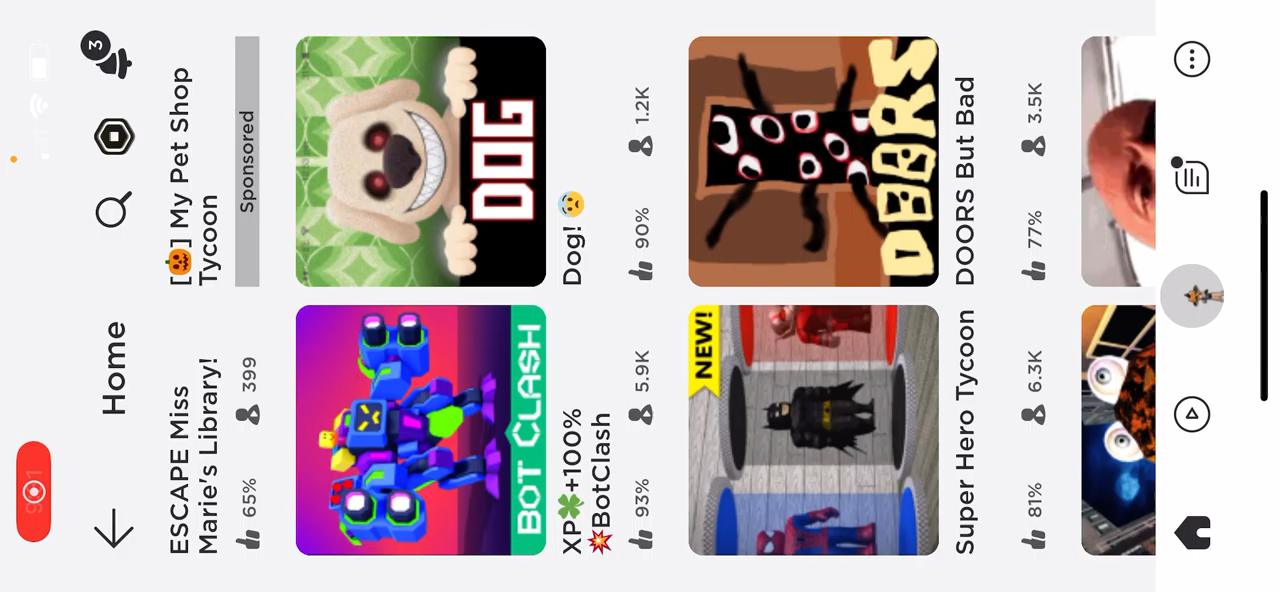 9:01
Home
3
ESCAPE Miss
Marie's Library!
65% 399
[🎃] My Pet Shop
Tycoon
Sponsored
BOT CLASH
XP🍀+100%
💥BotClash
93% 5.9K
DOG
Dog! 🤯
90% 1.2K
NEW!
Super Hero Tycoon
81% 6.3K
DOORS
DOORS But Bad
77% 3.5K